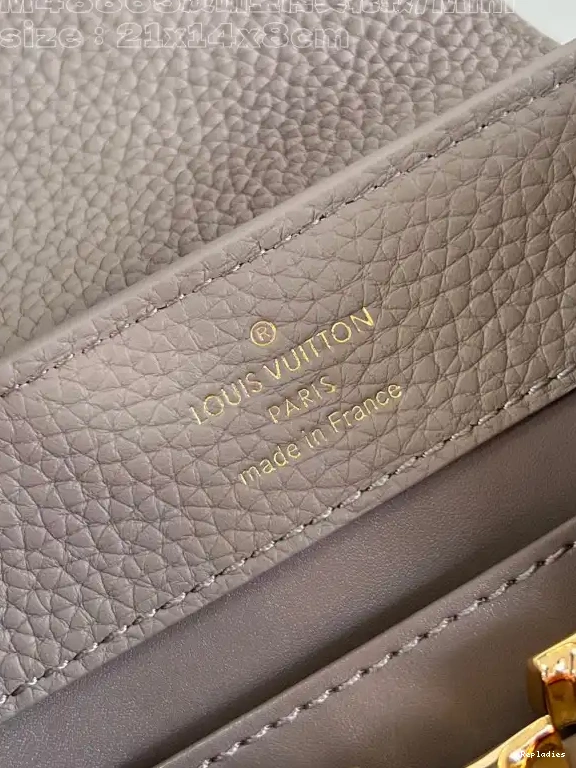 size : 21x14x8cm
®
LOUIS VUITTON
PARIS
made in France
Repladies